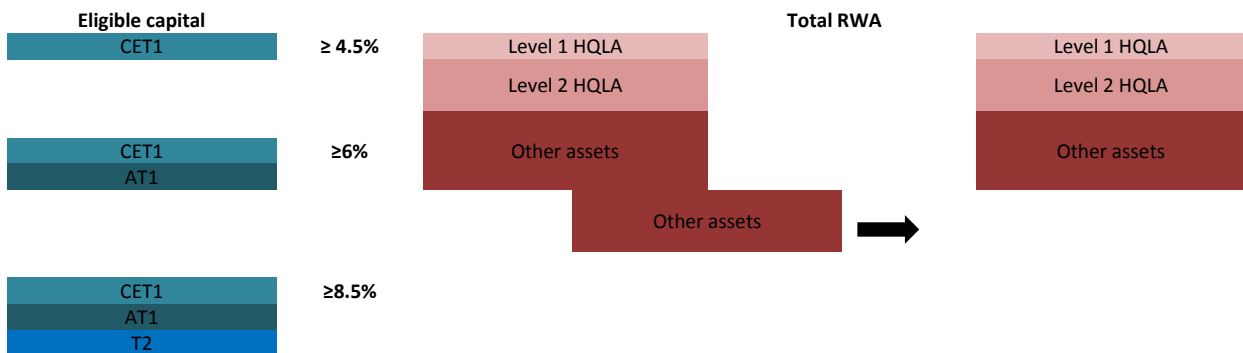 Eligible capital
Total RWA
CET1
≥ 4.5%
Level 1 HQLA
Level 1 HQLA
Level 2 HQLA
Level 2 HQLA
CET1
≥6%
Other assets
Other assets
AT1
Other assets
CET1
≥8.5%
AT1
T2